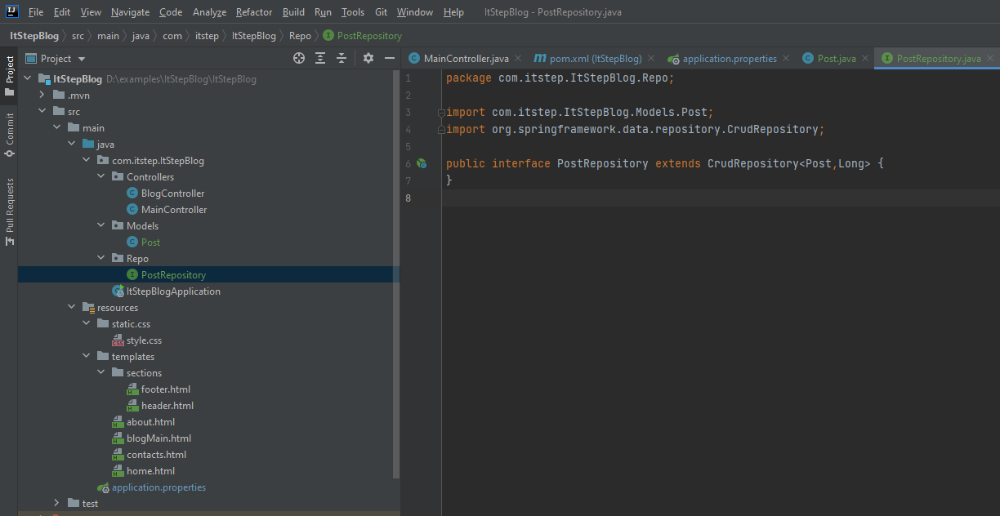 IJ File Edit View Navigate Code Analyze Refactor Build Run Tools Git Window Help ItStepBlog - PostRepository.java
ItStepBlog src main java com itstep ItStepBlog Repo I PostRepository
Project
Commit
Pull Requests
Project
ItStepBlog D:\examples\ItStepBlog\ItStepBlog
.mvn
src
main
java
com.itstep.ItStepBlog
Controllers
C BlogController
C MainController
Models
C Post
Repo
I PostRepository
ItStepBlogApplication
resources
static.css
CSS style.css
templates
sections
H footer.html
H header.html
H about.html
H blogMain.html
H contacts.html
H home.html
application.properties
test
C MainController.java m pom.xml (ItStepBlog) application.properties C Post.java I PostRepository.java
1 package com.itstep.ItStepBlog.Repo;
2
3 import com.itstep.ItStepBlog.Models.Post;
4 import org.springframework.data.repository.CrudRepository;
5
6 public interface PostRepository extends CrudRepository<Post,Long> {
7 }
8